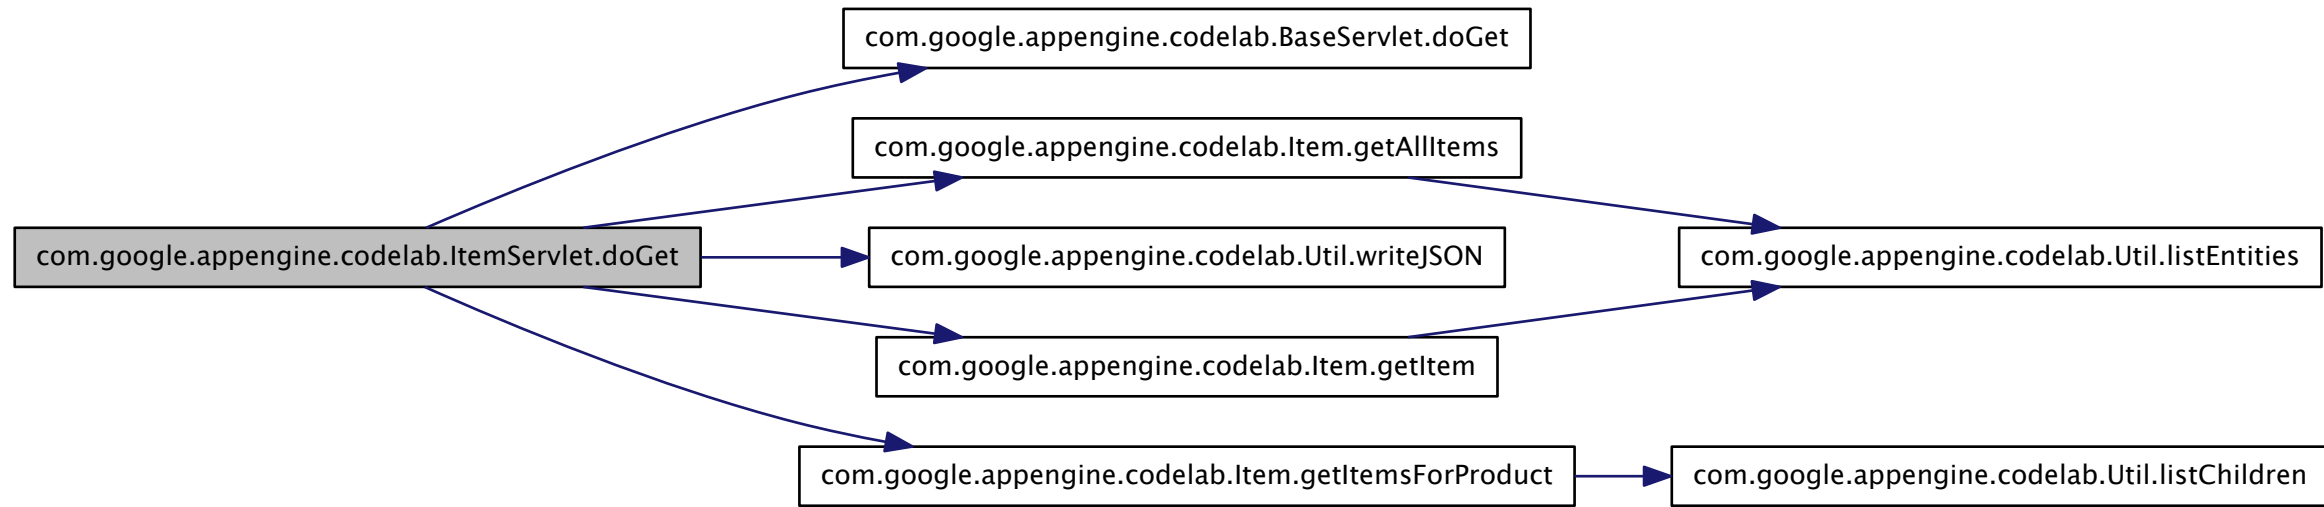 com.google.appengine.codelab.BaseServlet.doGet
com.google.appengine.codelab.Item.getAllItems
com.google.appengine.codelab.ItemServlet.doGet
com.google.appengine.codelab.Util.writeJSON
com.google.appengine.codelab.Util.listEntities
com.google.appengine.codelab.Item.getItem
com.google.appengine.codelab.Item.getItemsForProduct
com.google.appengine.codelab.Util.listChildren